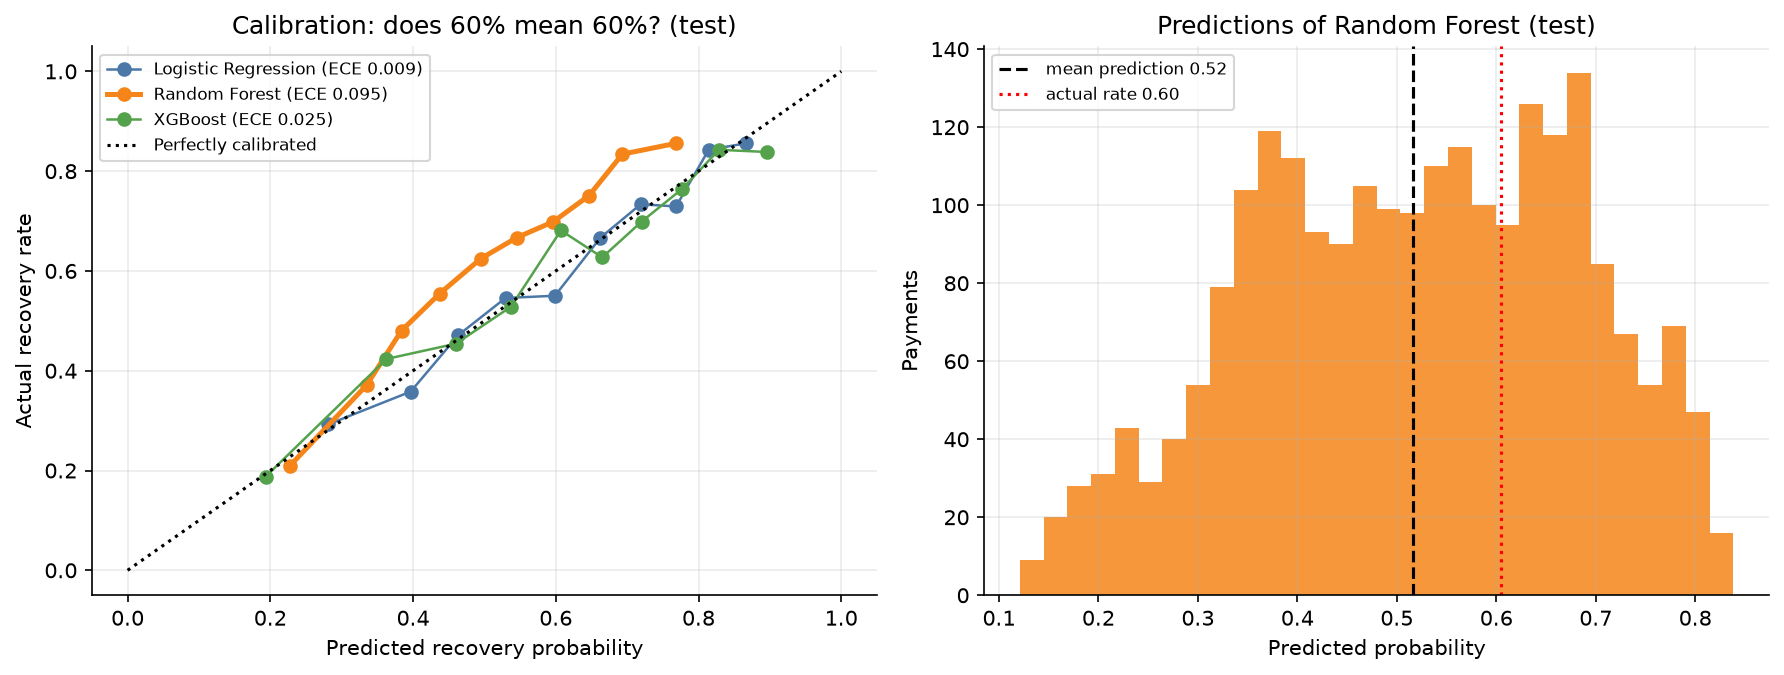 Calibration: does 60% mean 60%? (test)
Logistic Regression (ECE 0.009)
Random Forest (ECE 0.095)
XGBoost (ECE 0.025)
Perfectly calibrated
1.0
0.8
0.6
0.4
0.2
0.0
Actual recovery rate
0.0 0.2 0.4 0.6 0.8 1.0
Predicted recovery probability
Predictions of Random Forest (test)
mean prediction 0.52
actual rate 0.60
140
120
100
80
60
40
20
0
Payments
0.1 0.2 0.3 0.4 0.5 0.6 0.7 0.8
Predicted probability